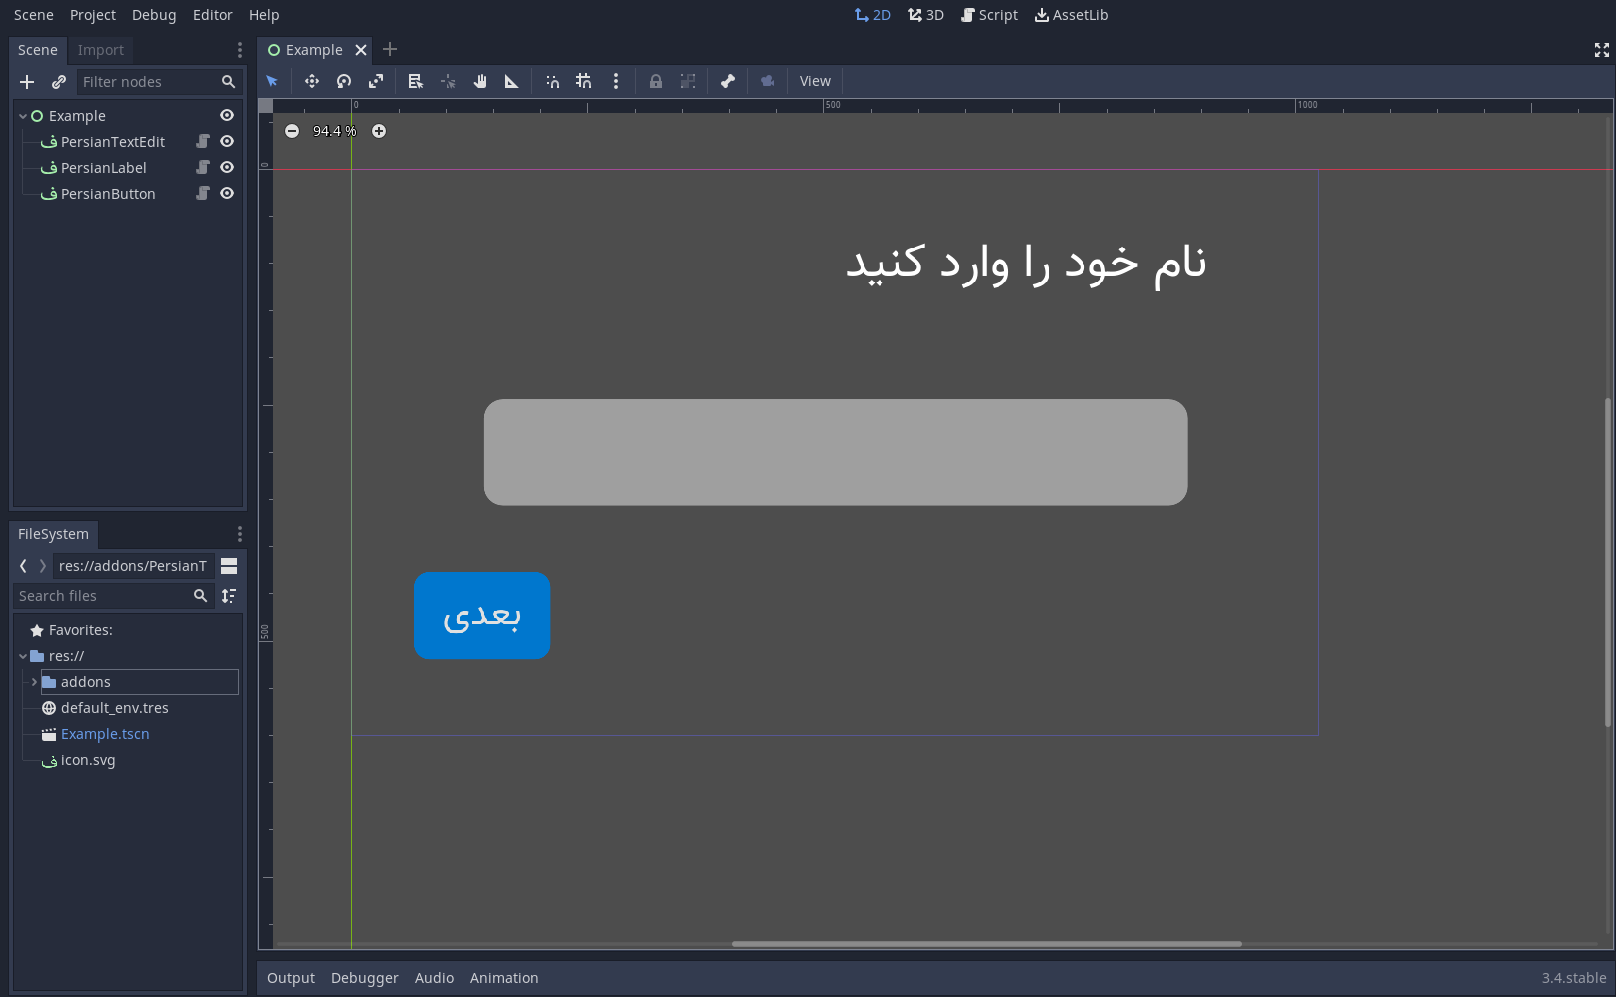 Scene Project Debug Editor Help
2D 3D Script AssetLib
Scene Import
Filter nodes
Example
PersianTextEdit
PersianLabel
PersianButton
FileSystem
res://addons/PersianT
Search files
Favorites:
res://
addons
default_env.tres
Example.tscn
icon.svg
Example
View
0 500 1000
94.4 %
0
500
نام خود را وارد کنید
بعدی
Output Debugger Audio Animation
3.4.stable